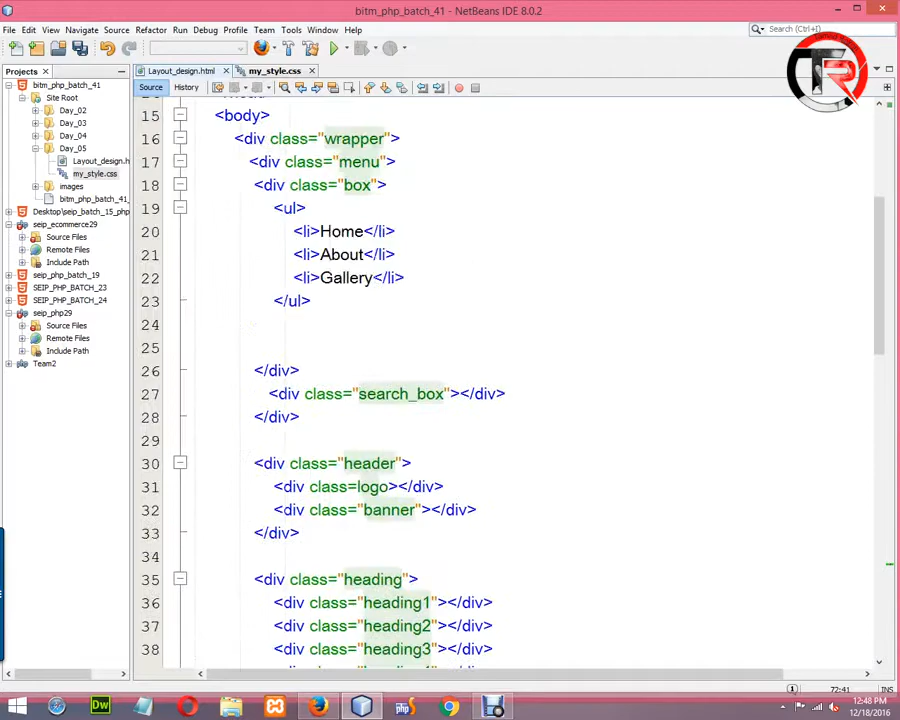 bitm_php_batch_41 - NetBeans IDE 8.0.2
File Edit View Navigate Source Refactor Run Debug Profile Team Tools Window Help
Search (Ctrl+I)
Projects
Layout_design.html
my_style.css
Source History
bitm_php_batch_41
Site Root
Day_02
Day_03
Day_04
Day_05
Layout_design.h
my_style.css
images
bitm_php_batch_41_
Desktop\seip_batch_15_php
seip_ecommerce29
Source Files
Remote Files
Include Path
seip_php_batch_19
SEIP_PHP_BATCH_23
SEIP_PHP_BATCH_24
seip_php29
Source Files
Remote Files
Include Path
Team2
15 <body>
16 <div class="wrapper">
17 <div class="menu">
18 <div class="box">
19 <ul>
20 <li>Home</li>
21 <li>About</li>
22 <li>Gallery</li>
23 </ul>
24
25
26 </div>
27 <div class="search_box"></div>
28 </div>
29
30 <div class="header">
31 <div class=logo></div>
32 <div class="banner"></div>
33 </div>
34
35 <div class="heading">
36 <div class="heading1"></div>
37 <div class="heading2"></div>
38 <div class="heading3"></div>
72:41 INS
12:48 PM
12/18/2016